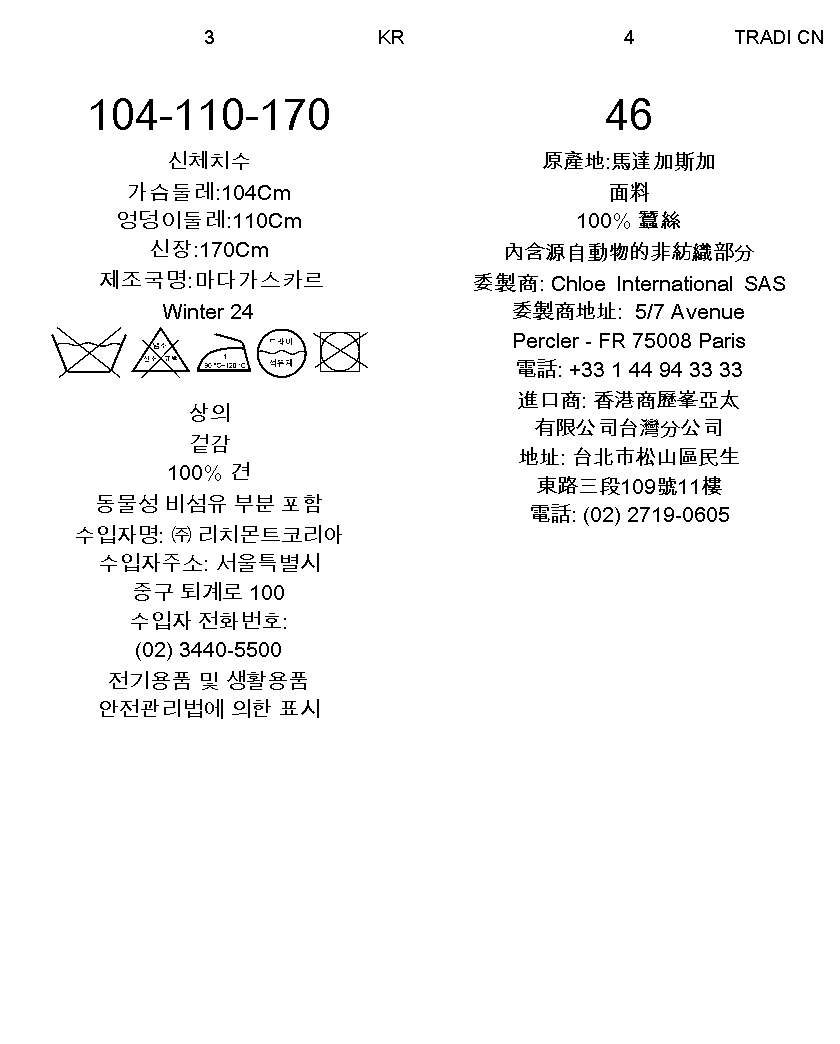 3
KR
104-110-170
신체치수
가슴둘레:104Cm
엉덩이둘레:110Cm
신장:170Cm
제조국명:마다가스카르
Winter 24
염소
산소 표백
1
80 ℃~120 ℃
드라이
석유계
상의
겉감
100% 견
동물성 비섬유 부분 포함
수입자명: ㈜ 리치몬트코리아
수입자주소: 서울특별시
중구 퇴계로 100
수입자 전화번호:
(02) 3440-5500
전기용품 및 생활용품
안전관리법에 의한 표시
4
TRADI CN
46
原產地:馬達加斯加
面料
100% 蠶絲
內含源自動物的非紡織部分
委製商: Chloe International SAS
委製商地址: 5/7 Avenue
Percler - FR 75008 Paris
電話: +33 1 44 94 33 33
進口商: 香港商歷峯亞太
有限公司台灣分公司
地址: 台北市松山區民生
東路三段109號11樓
電話: (02) 2719-0605